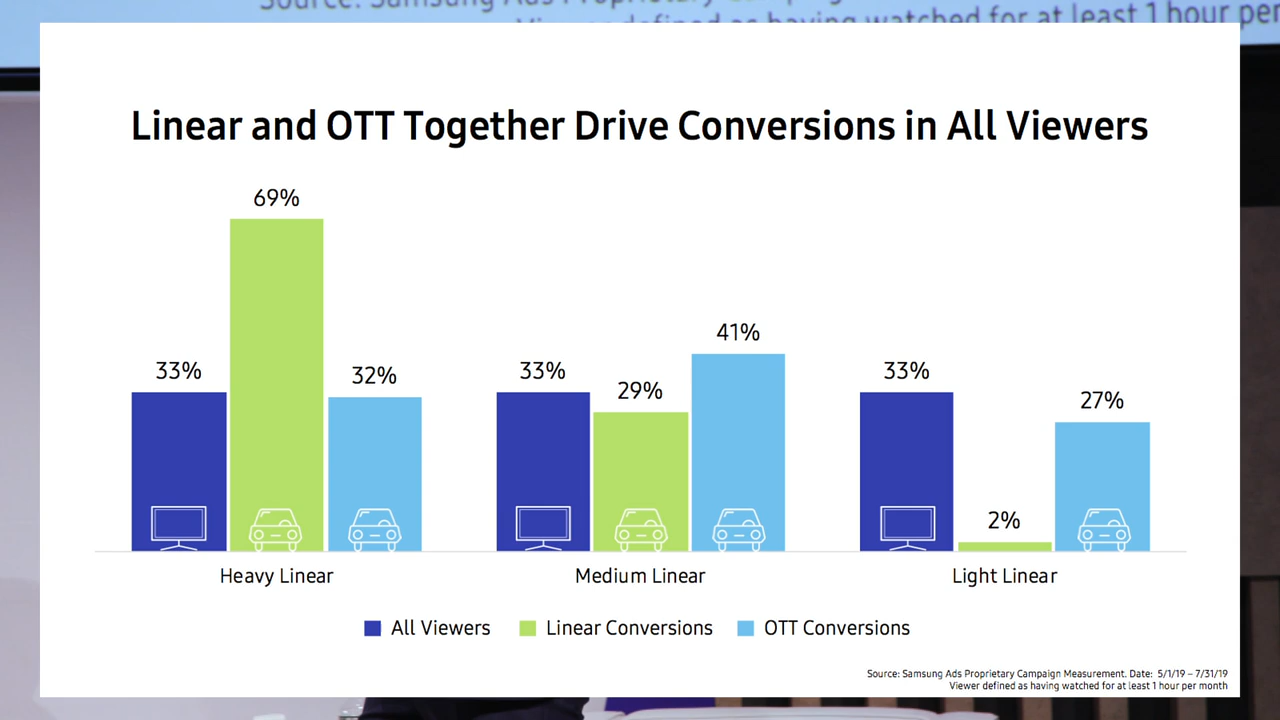 Source: Samsung Ads Proprietary
Viewer defined as having watched for at least 1 hour per
Linear and OTT Together Drive Conversions in All Viewers
69%
33%
32%
33%
29%
41%
33%
2%
27%
Heavy Linear
Medium Linear
Light Linear
All Viewers
Linear Conversions
OTT Conversions
Source: Samsung Ads Proprietary Campaign Measurement. Date: 5/1/19 – 7/31/19
Viewer defined as having watched for at least 1 hour per month